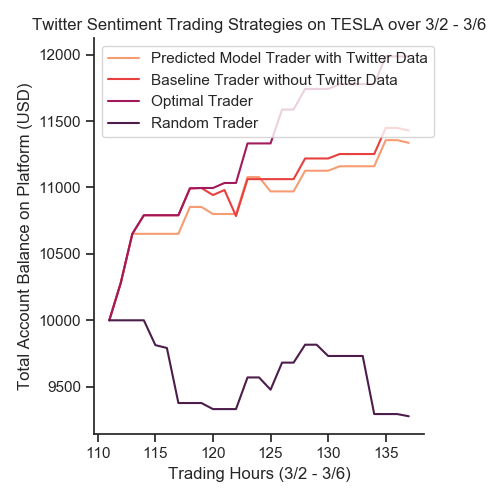 Twitter Sentiment Trading Strategies on TESLA over 3/2 - 3/6
Total Account Balance on Platform (USD)
12000
11500
11000
10500
10000
9500
Predicted Model Trader with Twitter Data
Baseline Trader without Twitter Data
Optimal Trader
Random Trader
110 115 120 125 130 135
Trading Hours (3/2 - 3/6)